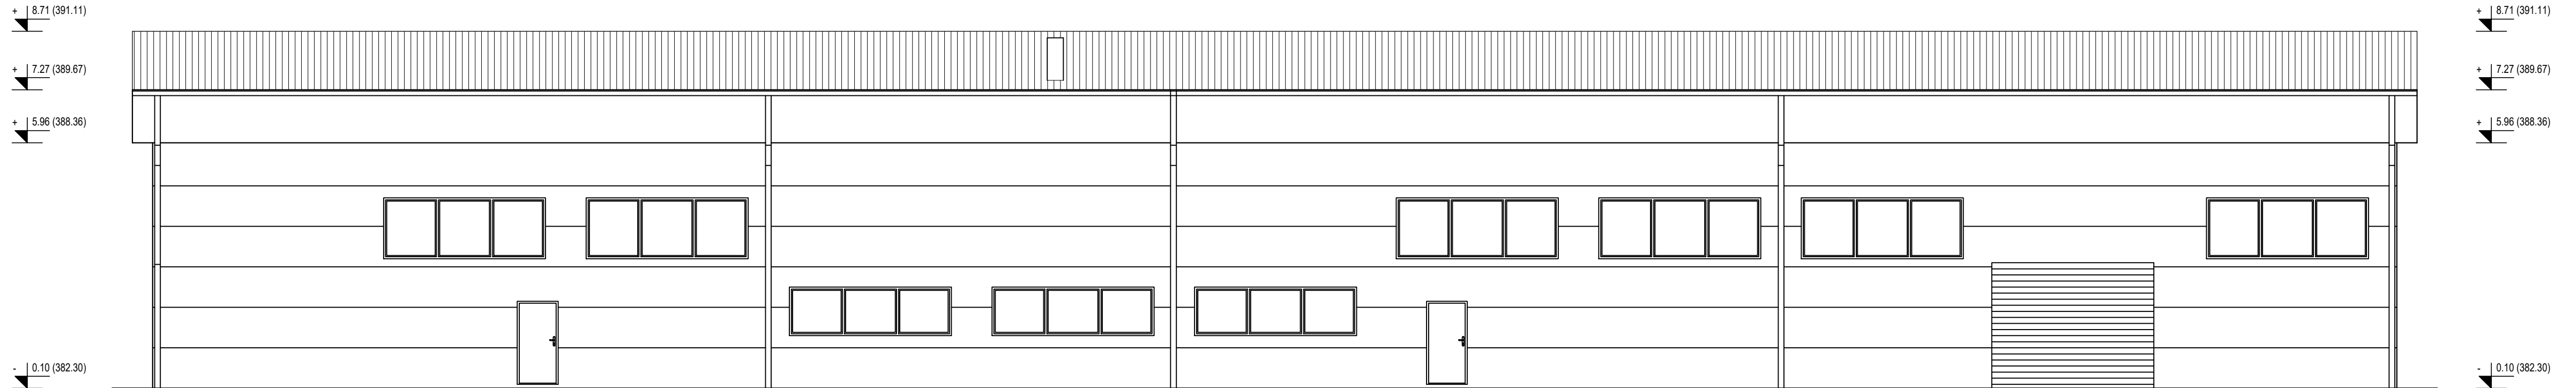 + 8.71 (391.11)
+ 8.71 (391.11)
+ 7.27 (389.67)
+ 7.27 (389.67)
+ 5.96 (388.36)
+ 5.96 (388.36)
- 0.10 (382.30)
- 0.10 (382.30)